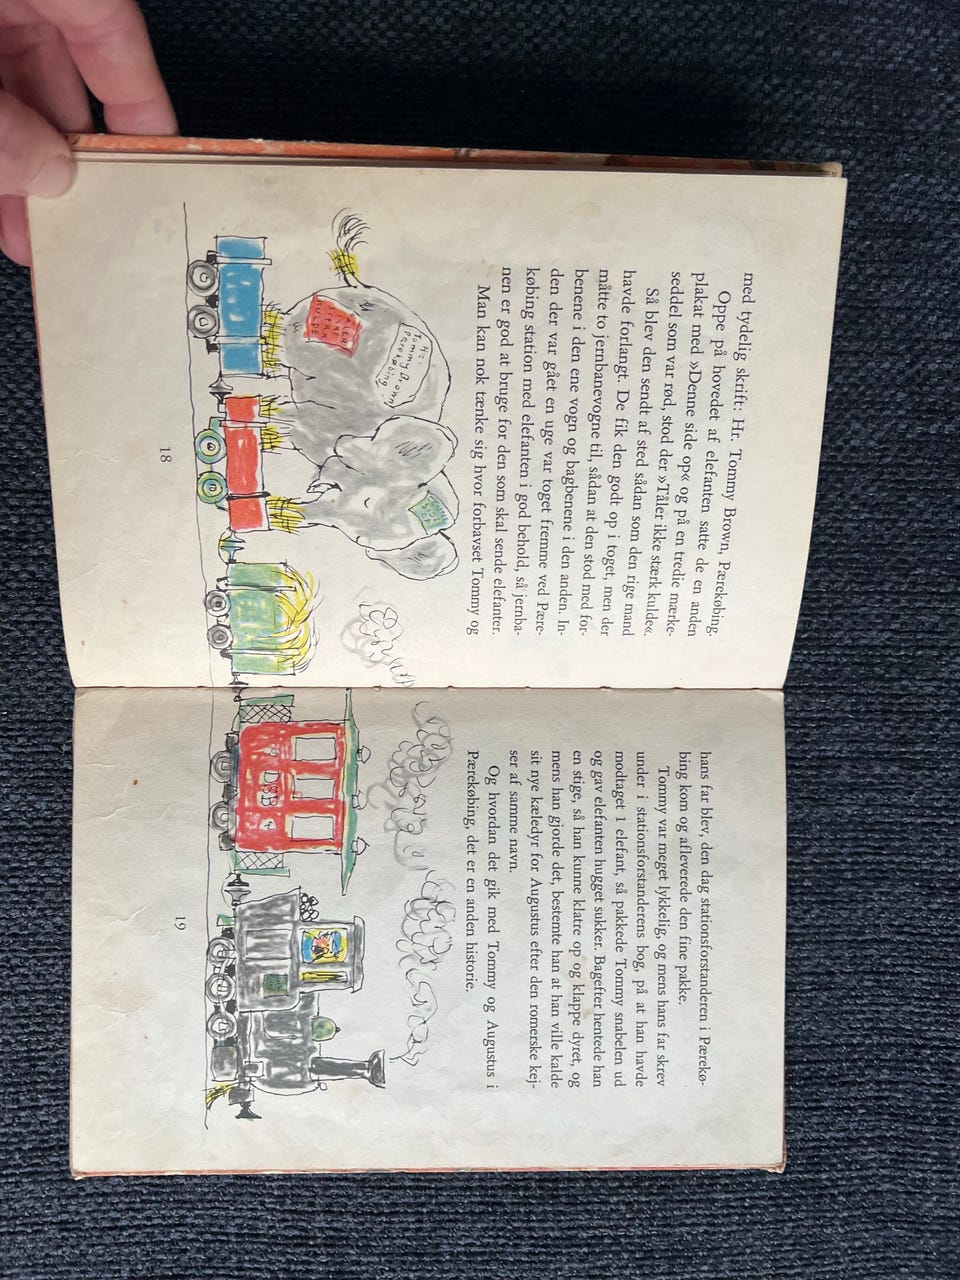 med tydelig skrift: Hr. Tommy Brown, Pærekøbing.
Oppe på hovedet af elefanten satte de en anden
plakat med »Denne side op« og på en tredie mærke-
seddel, som var rød, stod der »Tåler ikke stærk kulde«.
Så blev den sendt af sted sådan som den rige mand
havde forlangt. De fik den godt op i toget, men der
måtte to jernbanevogne til, sådan at den stod med for-
benene i den ene vogn og bagbenene i den anden. In-
den der var gået en uge var toget fremme ved Pære-
købing station med elefanten i god behold, så jernba-
nen er god at bruge for den som skal sende elefanter.
Man kan nok tænke sig hvor forbavset Tommy og
Hr:
Tommy Brown
Pærekøbing
TÅLER
IKKE
STÆRK
KULDE
18
hans far blev, den dag stationsforstanderen i Pærekø-
bing kom og afleverede den fine pakke.
Tommy var meget lykkelig, og mens hans far skrev
under i stationsforstanderens bog, på at han havde
modtaget 1 elefant, så pakkede Tommy snabelen ud
og gav elefanten hugget sukker. Bagefter hentede han
en stige, så han kunne klatre op og klappe dyret, og
mens han gjorde det, bestemte han at han ville kalde
sit nye kæledyr for Augustus efter den romerske kej-
ser af samme navn.
Og hvordan det gik med Tommy og Augustus i
Pærekøbing, det er en anden historie.
DSB
19